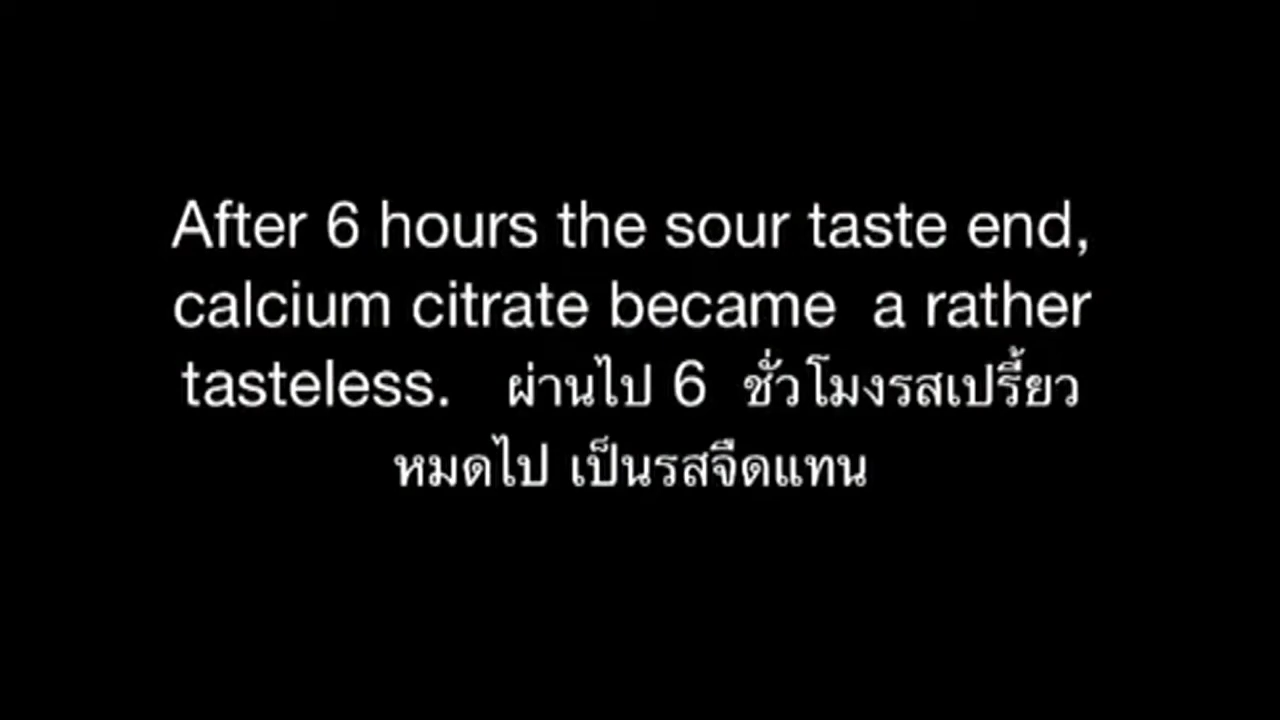 After 6 hours the sour taste end,
calcium citrate became  a rather
tasteless.   ผ่านไป 6  ชั่วโมงรสเปรี้ยว
หมดไป เป็นรสจืดแทน